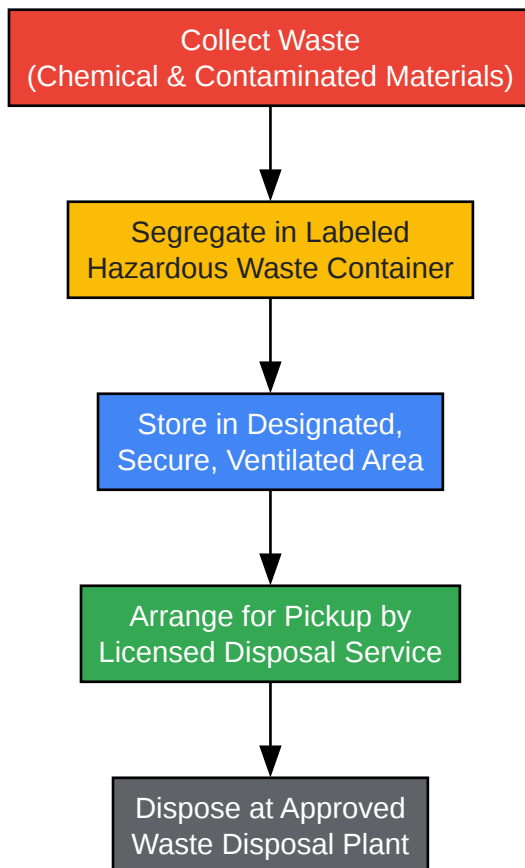 Collect Waste
(Chemical & Contaminated Materials)
Segregate in Labeled
Hazardous Waste Container
Store in Designated,
Secure, Ventilated Area
Arrange for Pickup by
Licensed Disposal Service
Dispose at Approved
Waste Disposal Plant